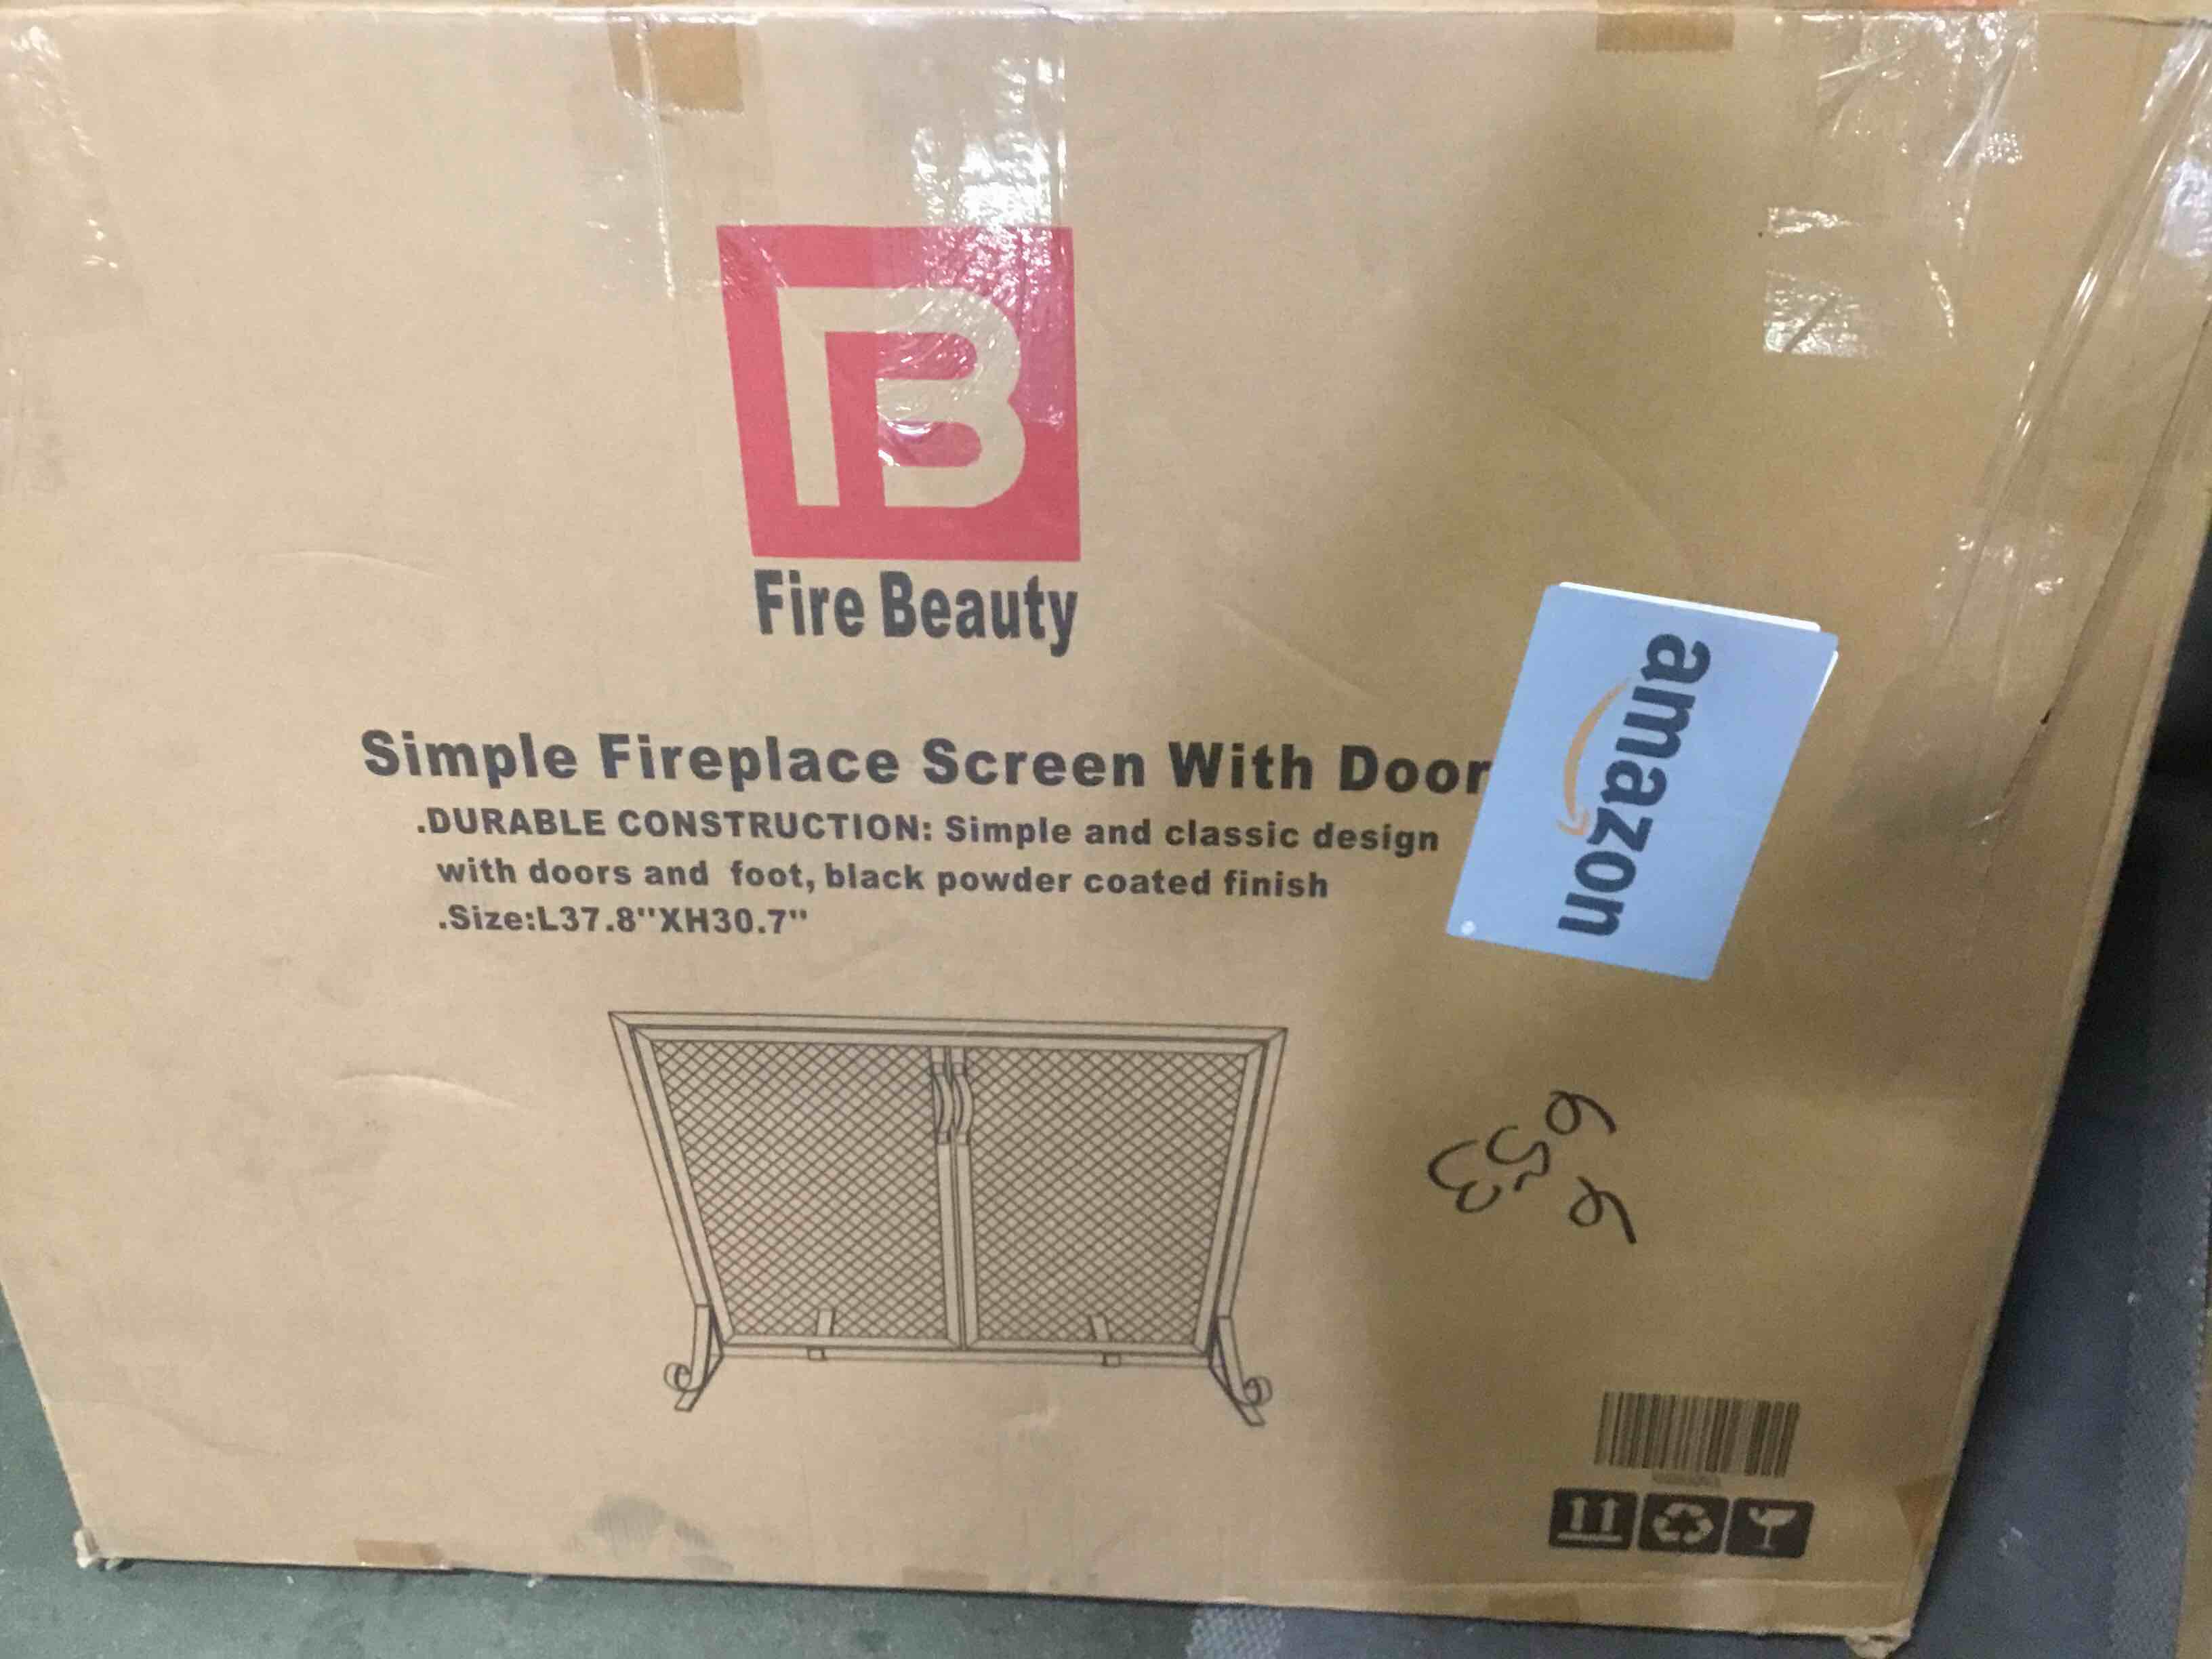 FB
Fire Beauty
Simple Fireplace Screen With Door
.DURABLE CONSTRUCTION: Simple and classic design
with doors and foot, black powder coated finish
.Size:L37.8"XH30.7"
amazon